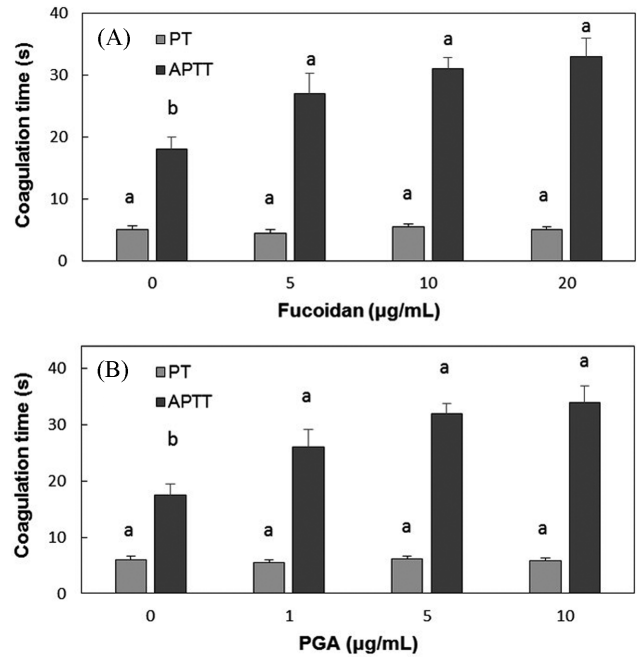 (A)
PT
APTT
Coagulation time (s)
40
30
20
10
0
a b a a a a a a
0 5 10 20
Fucoidan (µg/mL)
(B)
PT
APTT
Coagulation time (s)
40
30
20
10
0
a b a a a a a a
0 1 5 10
PGA (µg/mL)